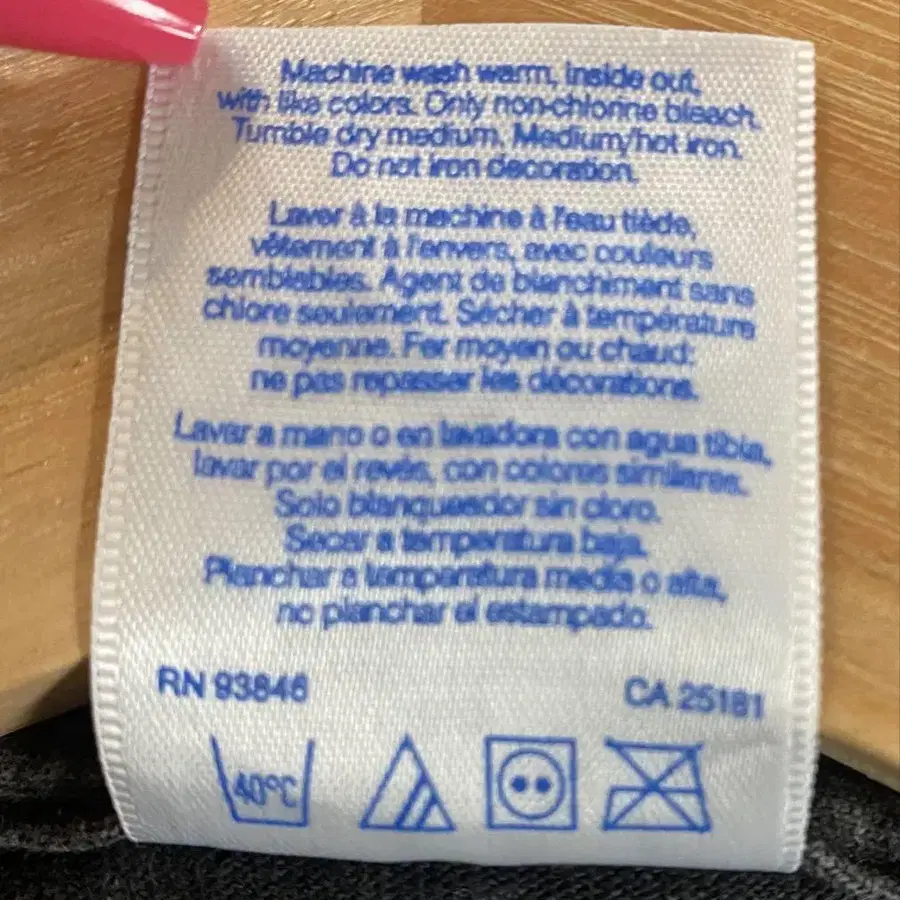 Machine wash warm, inside out,
with like colors. Only non-chlorine bleach.
Tumble dry medium. Medium/hot iron.
Do not iron decoration.
Laver à la machine à l'eau tiède,
vêtement à l'envers, avec couleurs
semblables. Agent de blanchiment sans
chlore seulement. Sécher à température
moyenne. Fer moyen ou chaud:
ne pas repasser les décorations.
Lavar a mano o en lavadora con agua tibia,
lavar por el revés, con colores similares.
Solo blanqueador sin cloro.
Secar a temperatura baja.
Planchar a temperatura media o alta,
no planchar el estampado.
RN 93846 CA 25181
40°C